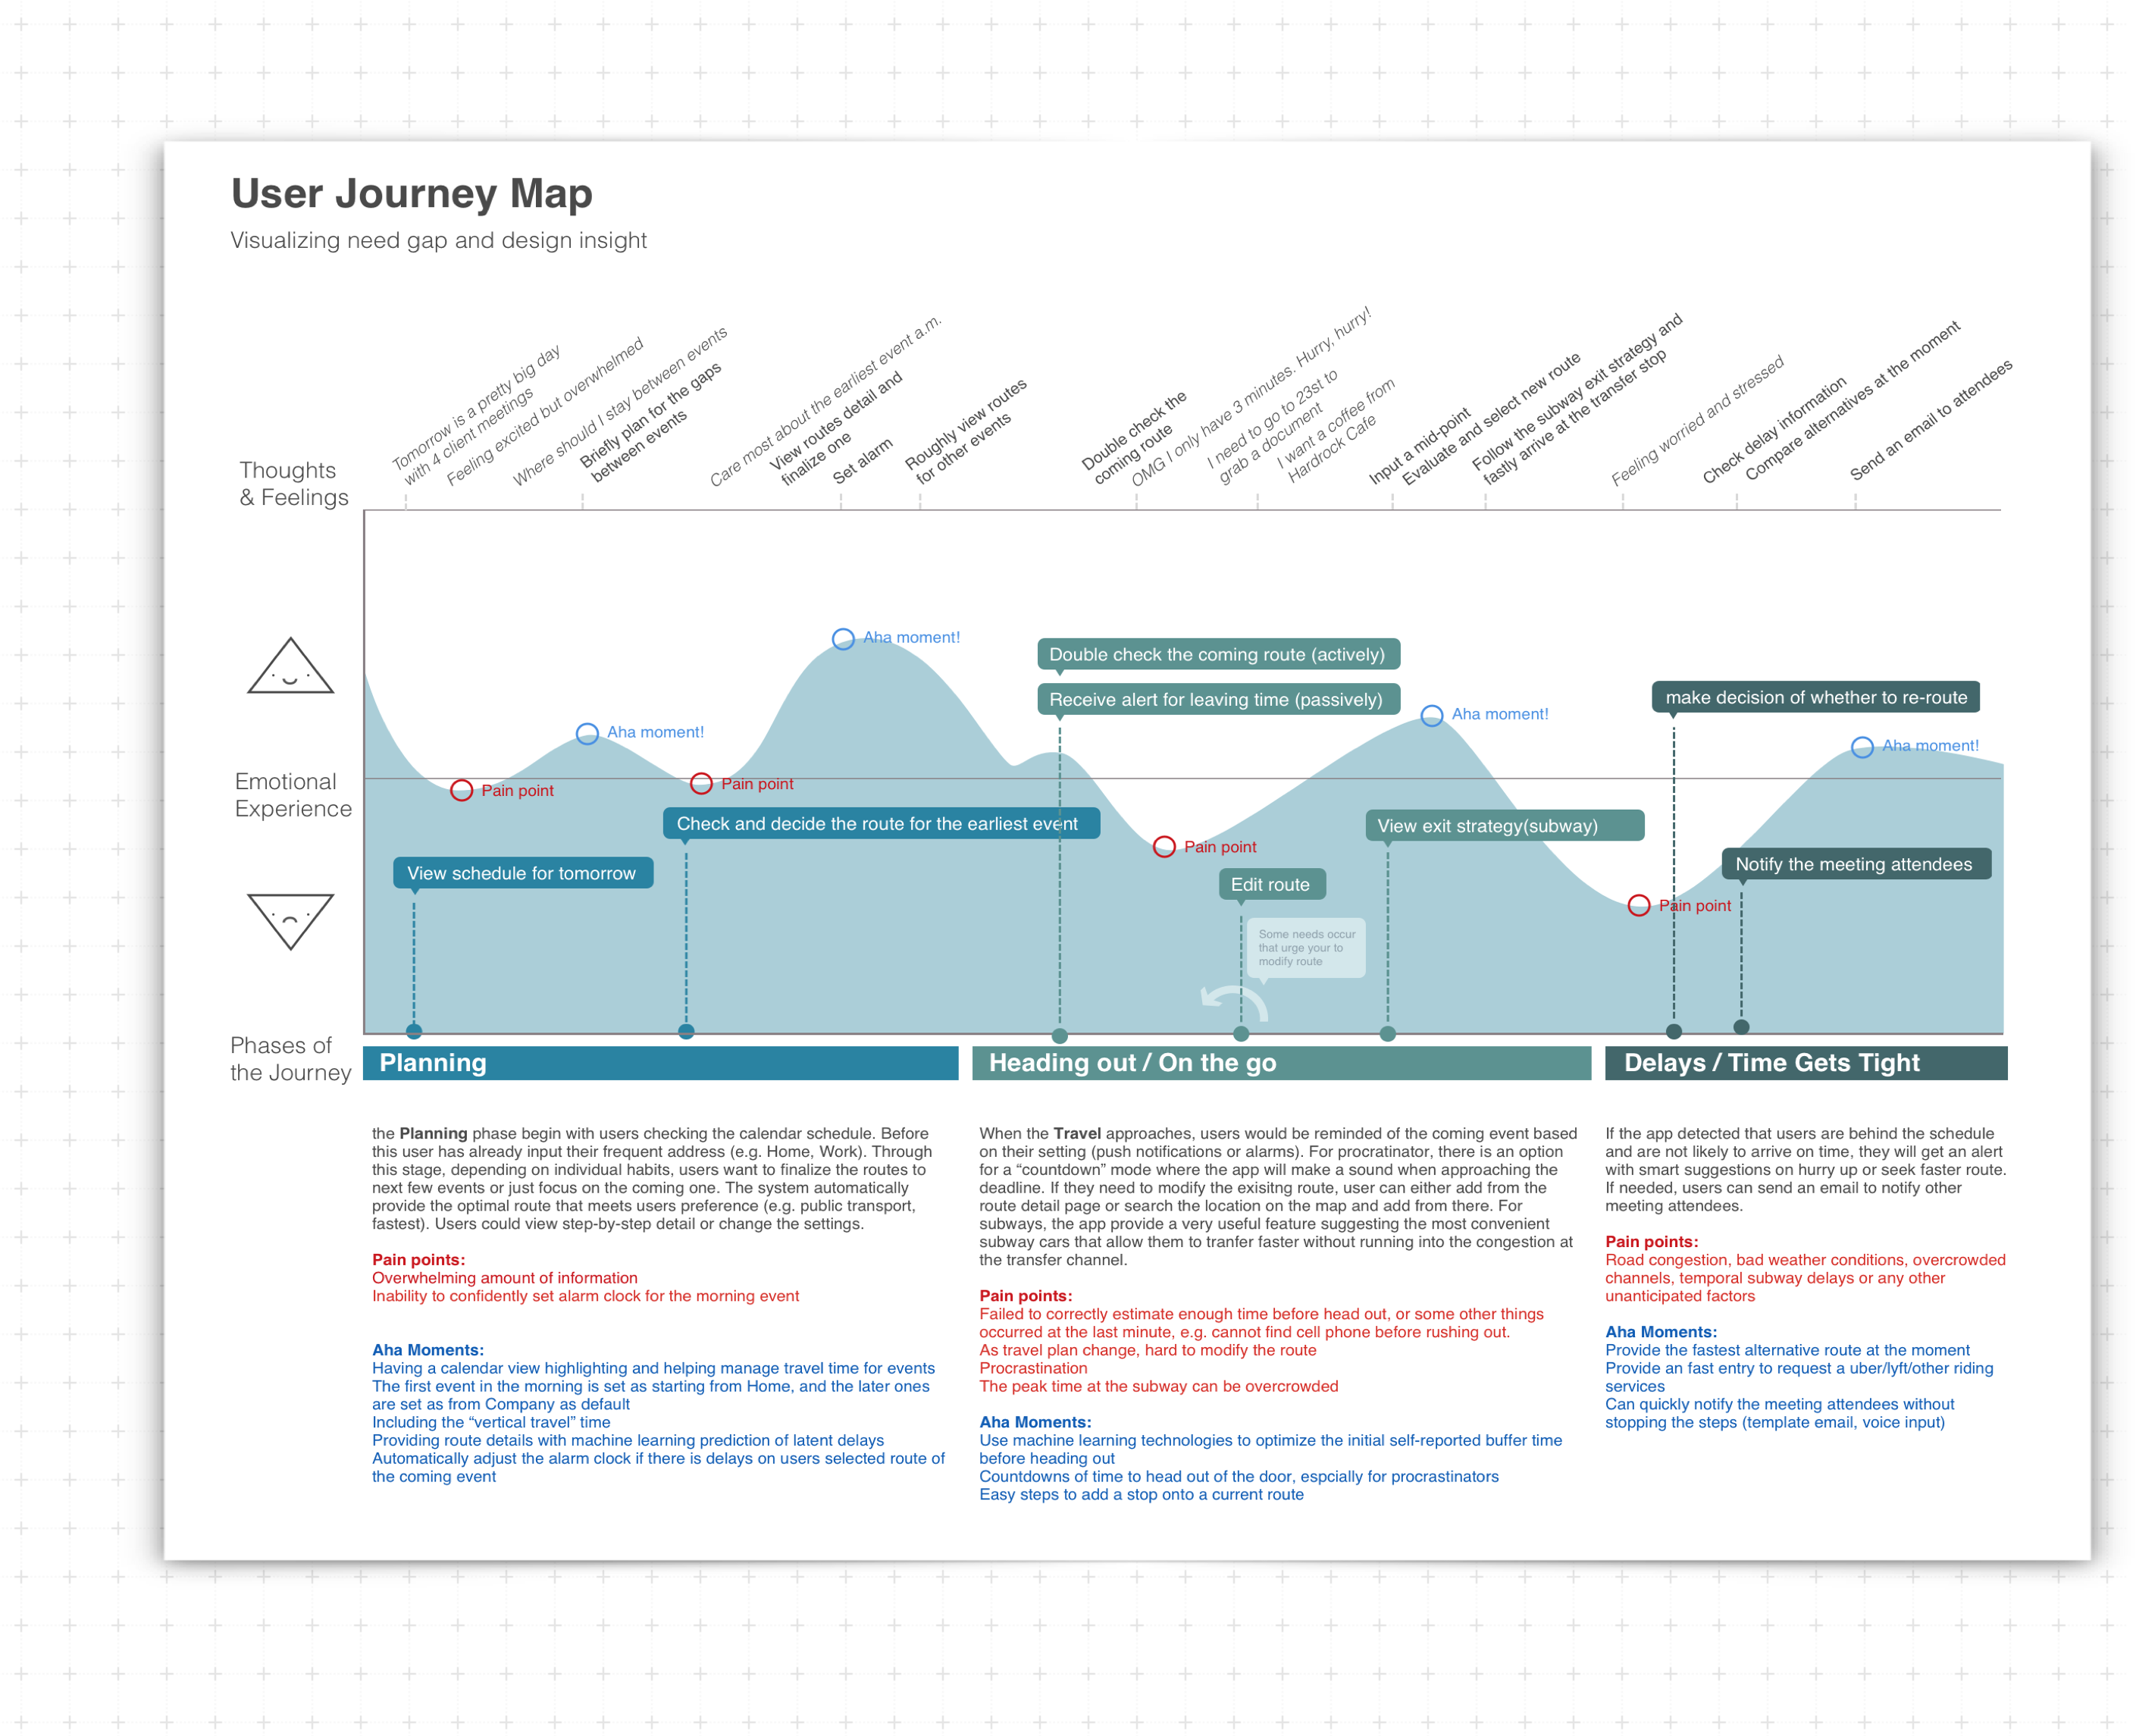 User Journey Map
Visualizing need gap and design insight
Thoughts
& Feelings
Tomorrow is a pretty big day
with 4 client meetings
Feeling excited but overwhelmed
Where should I stay between events
Briefly plan for the gaps
between events
Care most about the earliest event a.m.
View routes detail and
finalize one
Set alarm
Roughly view routes
for other events
Double check the
coming route
OMG I only have 3 minutes. Hurry, hurry!
I need to go to 23st to
grab a document
I want a coffee from
Hardrock Cafe
Input a mid-point
Evaluate and select new route
Follow the subway exit strategy and
fastly arrive at the transfer stop
Feeling worried and stressed
Check delay information
Compare alternatives at the moment
Send an email to attendees
Emotional
Experience
Aha moment!
Double check the coming route (actively)
Receive alert for leaving time (passively)
make decision of whether to re-route
Aha moment!
Aha moment!
Aha moment!
Pain point
Pain point
Check and decide the route for the earliest event
View exit strategy(subway)
Pain point
View schedule for tomorrow
Edit route
Notify the meeting attendees
Pain point
Some needs occur
that urge your to
modify route
Phases of
the Journey
Planning
Heading out / On the go
Delays / Time Gets Tight
the Planning phase begin with users checking the calendar schedule. Before
this user has already input their frequent address (e.g. Home, Work). Through
this stage, depending on individual habits, users want to finalize the routes to
next few events or just focus on the coming one. The system automatically
provide the optimal route that meets users preference (e.g. public transport,
fastest). Users could view step-by-step detail or change the settings.
Pain points:
Overwhelming amount of information
Inability to confidently set alarm clock for the morning event
Aha Moments:
Having a calendar view highlighting and helping manage travel time for events
The first event in the morning is set as starting from Home, and the later ones
are set as from Company as default
Including the “vertical travel” time
Providing route details with machine learning prediction of latent delays
Automatically adjust the alarm clock if there is delays on users selected route of
the coming event
When the Travel approaches, users would be reminded of the coming event based
on their setting (push notifications or alarms). For procratinator, there is an option
for a “countdown” mode where the app will make a sound when approaching the
deadline. If they need to modify the exisitng route, user can either add from the
route detail page or search the location on the map and add from there. For
subways, the app provide a very useful feature suggesting the most convenient
subway cars that allow them to tranfer faster without running into the congestion at
the transfer channel.
Pain points:
Failed to correctly estimate enough time before head out, or some other things
occurred at the last minute, e.g. cannot find cell phone before rushing out.
As travel plan change, hard to modify the route
Procrastination
The peak time at the subway can be overcrowded
Aha Moments:
Use machine learning technologies to optimize the initial self-reported buffer time
before heading out
Countdowns of time to head out of the door, espcially for procrastinators
Easy steps to add a stop onto a current route
If the app detected that users are behind the schedule
and are not likely to arrive on time, they will get an alert
with smart suggestions on hurry up or seek faster route.
If needed, users can send an email to notify other
meeting attendees.
Pain points:
Road congestion, bad weather conditions, overcrowded
channels, temporal subway delays or any other
unanticipated factors
Aha Moments:
Provide the fastest alternative route at the moment
Provide an fast entry to request a uber/lyft/other riding
services
Can quickly notify the meeting attendees without
stopping the steps (template email, voice input)